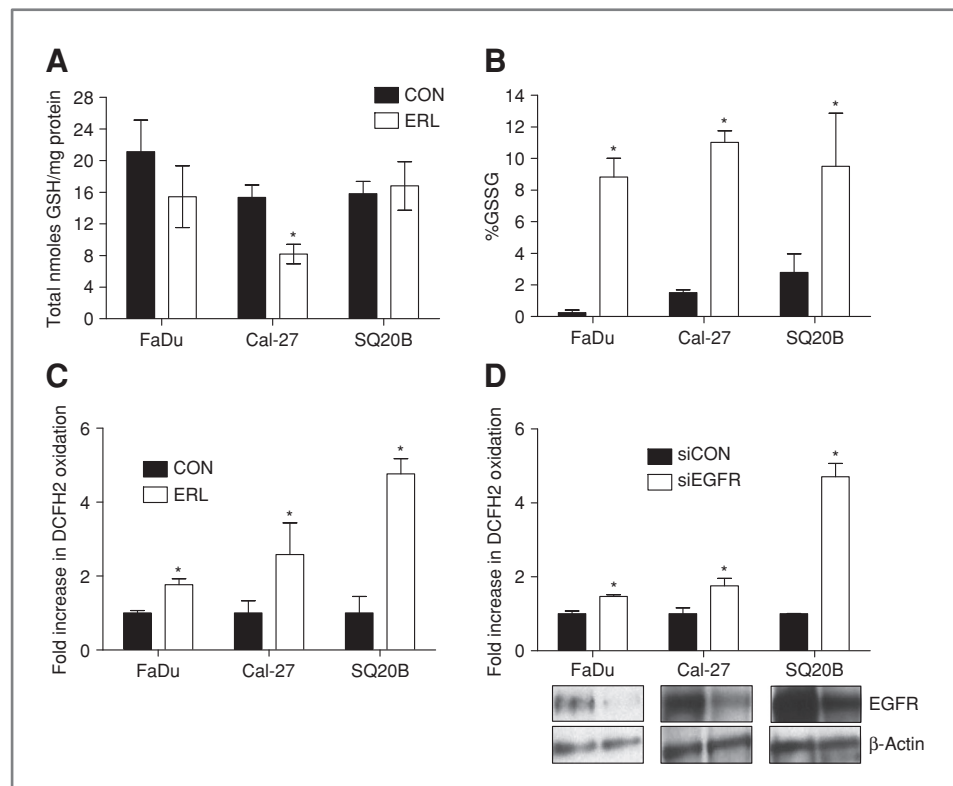 A
Total nmoles GSH/mg protein
28
24
20
16
12
8
4
0
CON
ERL
*
FaDu
Cal-27
SQ20B
B
%GSSG
14
12
10
8
6
4
2
0
*
*
*
FaDu
Cal-27
SQ20B
C
Fold increase in DCFH2 oxidation
6
4
2
0
CON
ERL
*
*
*
FaDu
Cal-27
SQ20B
D
Fold increase in DCFH2 oxidation
6
4
2
0
siCON
siEGFR
*
*
*
FaDu
Cal-27
SQ20B
EGFR
β-Actin